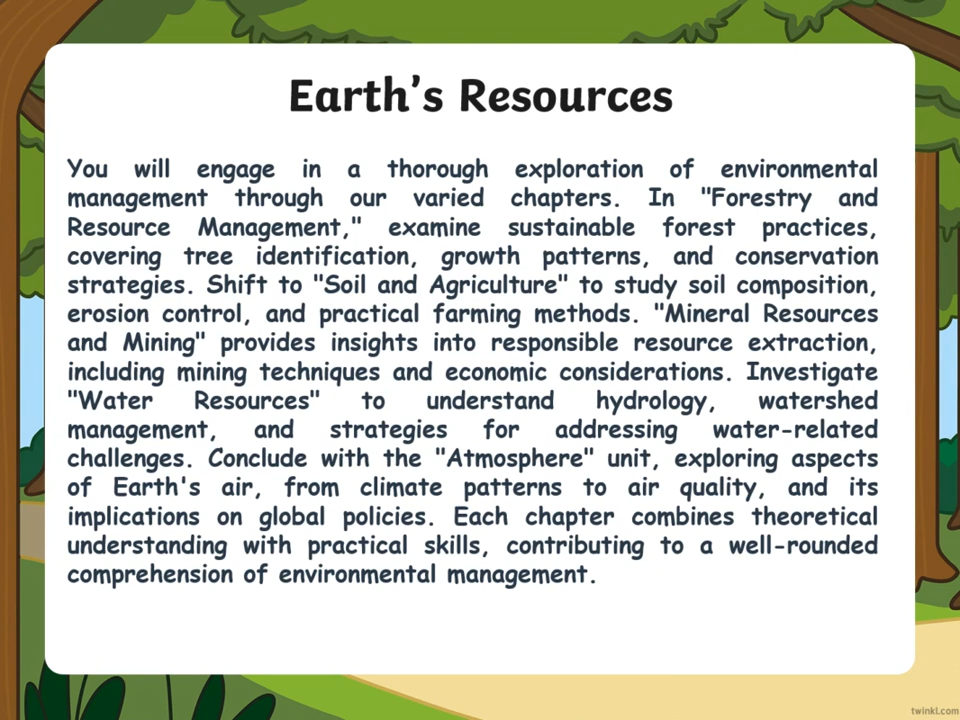 Earth's Resources
You will engage in a thorough exploration of environmental
management through our varied chapters. In "Forestry and
Resource Management," examine sustainable forest practices,
covering tree identification, growth patterns, and conservation
strategies. Shift to "Soil and Agriculture" to study soil composition,
erosion control, and practical farming methods. "Mineral Resources
and Mining" provides insights into responsible resource extraction,
including mining techniques and economic considerations. Investigate
"Water Resources" to understand hydrology, watershed
management, and strategies for addressing water-related
challenges. Conclude with the "Atmosphere" unit, exploring aspects
of Earth's air, from climate patterns to air quality, and its
implications on global policies. Each chapter combines theoretical
understanding with practical skills, contributing to a well-rounded
comprehension of environmental management.
twinkl.com